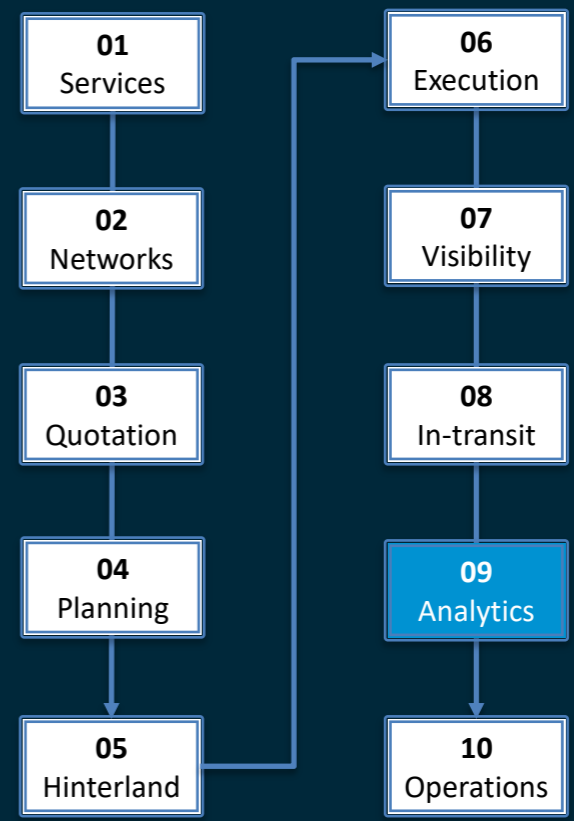 01
Services
02
Networks
03
Quotation
04
Planning
05
Hinterland
06
Execution
07
Visibility
08
In-transit
09
Analytics
10
Operations